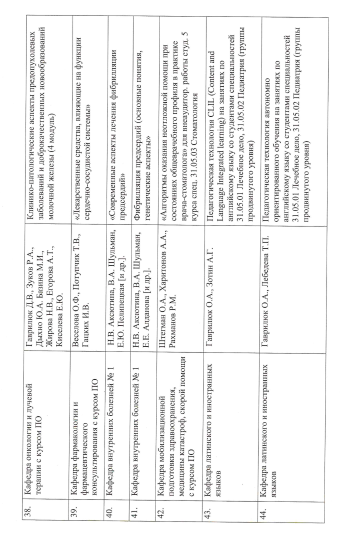 38. Кафедра онкологии и лучевой
терапии с курсом ПО
Гаврилюк Д.В., Зуков Р.А.,
Дыхно Ю.А. Бакина М.И.,
Жирова Н.В., Егорова А.Т.,
Киселева Е.Ю.
Клинико-патологические аспекты предопухолевых
заболеваний и доброкачественных новообразований
молочной железы (4 модуль)
39. Кафедра фармакологии и
фармацевтического
консультирования с курсом ПО
Веселова О.Ф., Потупчик Т.В.,
Гацких И.В.
«Лекарственные средства, влияющие на функции
сердечно-сосудистой системы»
40. Кафедра внутренних болезней № 1
Н.В. Аксютина, В.А. Шульман,
Е.Ю. Пелипецкая [и др.].
«Современные аспекты лечения фибрилляции
предсердий»
41. Кафедра внутренних болезней № 1
Н.В. Аксютина, В.А. Шульман,
Е.Е. Алданова [и др.].
Фибрилляция предсердий (основные понятия,
генетические аспекты»
42. Кафедра мобилизационной
подготовки здравоохранения,
медицины катастроф, скорой помощи
с курсом ПО
Штегман О.А., Харитонов А.А.,
Рахманов Р.М.
«Алгоритмы оказания неотложной помощи при
состояниях общеврачебного профиля в практике
врача-стоматолога» для внеаудитор. работы студ. 5
курса спец. 31.05.03 Стоматология
43. Кафедра латинского и иностранных
языков
Гаврилюк О.А., Зотин А.Г.
Педагогическая технология CLIL (Content and
Language Integrated learning) на занятиях по
английскому языку со студентами специальностей
31.05.01 Лечебное дело, 31.05.02 Педиатрия (группы
продвинутого уровня)
44. Кафедра латинского и иностранных
языков
Гаврилюк О.А., Лебедева Т.П.
Педагогическая технология автономно
ориентированного обучения на занятиях по
английскому языку со студентами специальностей
31.05.01 Лечебное дело, 31.05.02 Педиатрия (группы
продвинутого уровня)